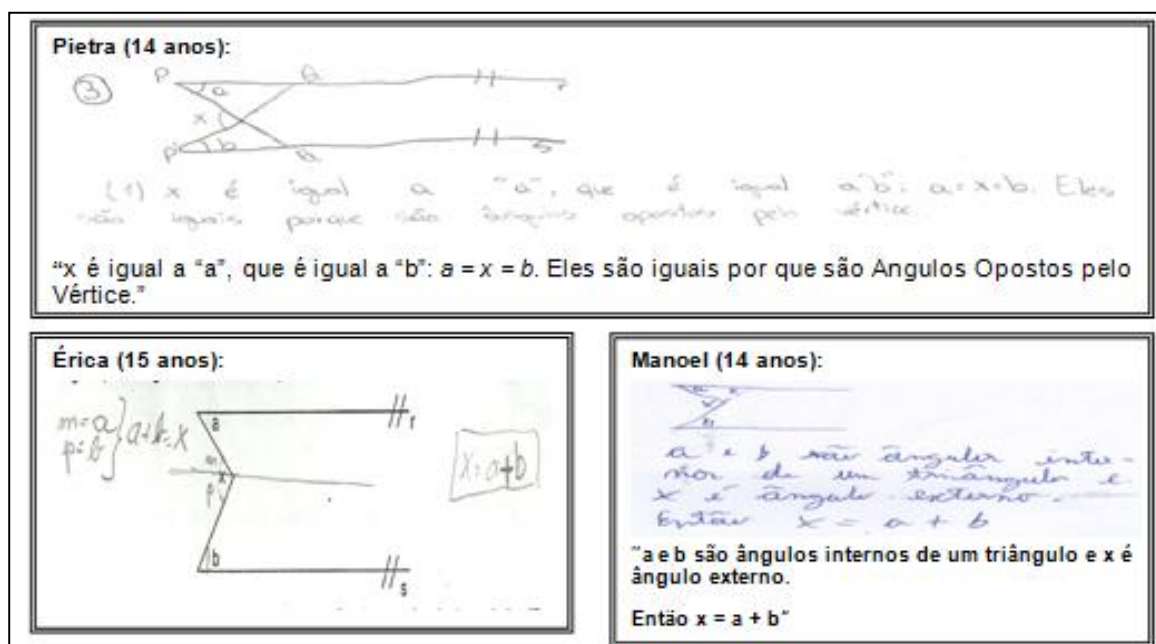 Pietra (14 anos):
3
P a Q
x
P b Q s
(1) x é igual a "a", que é igual a "b": a=x=b. Eles
são iguais porque são ângulos opostos pelo vértice.
"x é igual a "a", que é igual a "b": a = x = b. Eles são iguais por que são Angulos Opostos pelo
Vértice."
Érica (15 anos):
m=a
p=b
a+b=X
a
r
m
x
p
b
s
X=a+b
Manoel (14 anos):
a e b são ângulos inter-
nos de um triângulo e
x é ângulo externo.
Então x = a + b
"a e b são ângulos internos de um triângulo e x é
ângulo externo.
Então x = a + b"